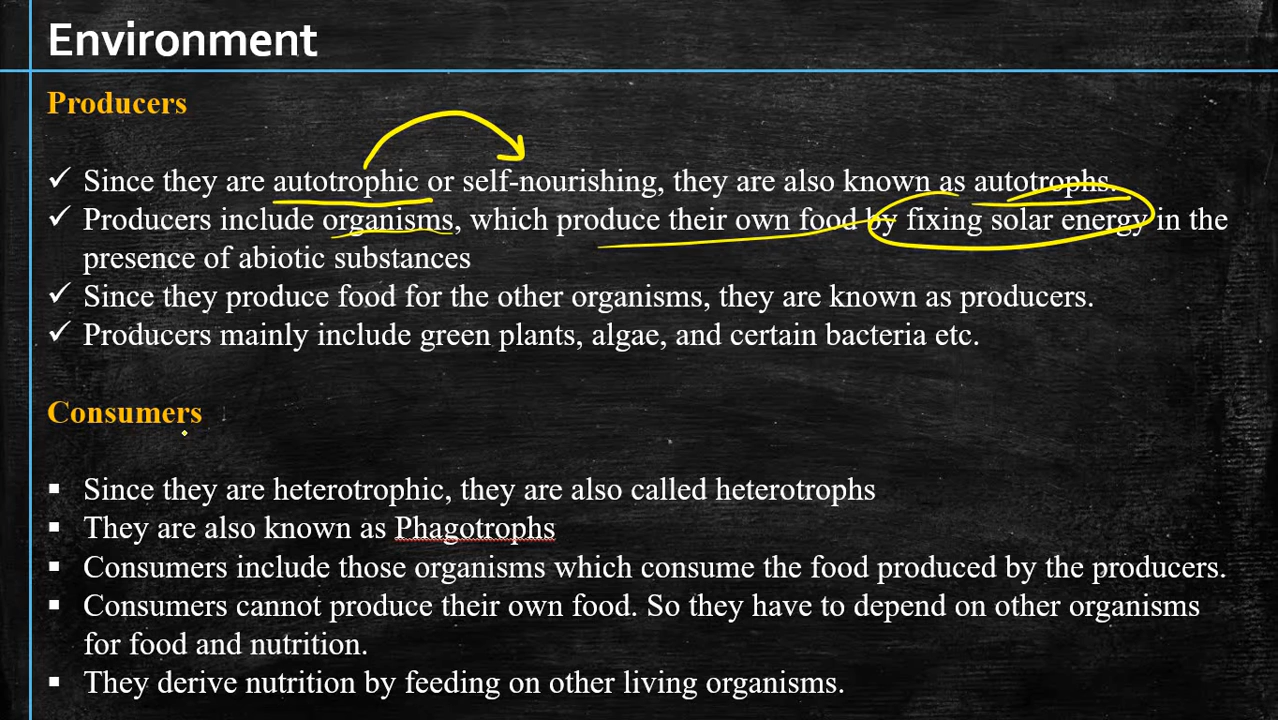 Environment
Producers
✓ Since they are autotrophic or self-nourishing, they are also known as autotrophs.
✓ Producers include organisms, which produce their own food by fixing solar energy in the
presence of abiotic substances
✓ Since they produce food for the other organisms, they are known as producers.
✓ Producers mainly include green plants, algae, and certain bacteria etc.
Consumers
▪ Since they are heterotrophic, they are also called heterotrophs
▪ They are also known as Phagotrophs
▪ Consumers include those organisms which consume the food produced by the producers.
▪ Consumers cannot produce their own food. So they have to depend on other organisms
for food and nutrition.
▪ They derive nutrition by feeding on other living organisms.